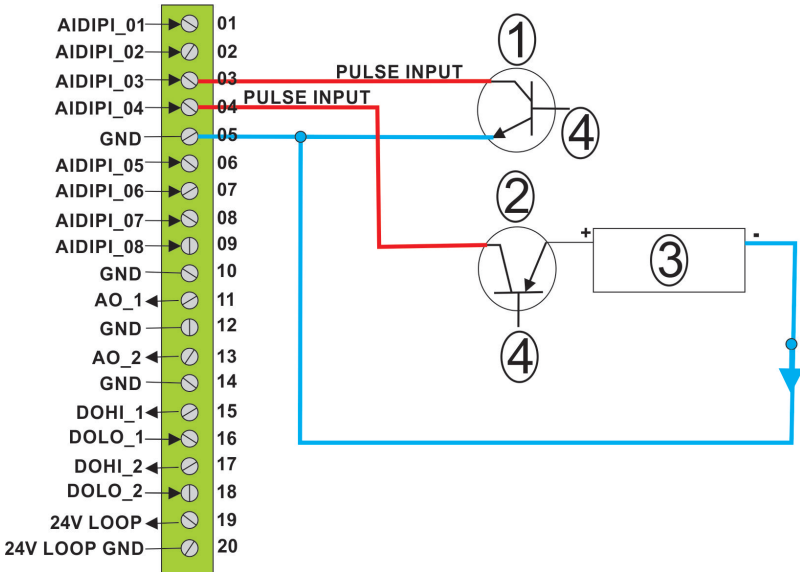 AIDIPI_01 01
AIDIPI_02 02
AIDIPI_03 03 PULSE INPUT
AIDIPI_04 04 PULSE INPUT
GND 05
AIDIPI_05 06
AIDIPI_06 07
AIDIPI_07 08
AIDIPI_08 09
GND 10
AO_1 11
GND 12
AO_2 13
GND 14
DOHI_1 15
DOLO_1 16
DOHI_2 17
DOLO_2 18
24V LOOP 19
24V LOOP GND 20
1
4
2
+ 3 -
4